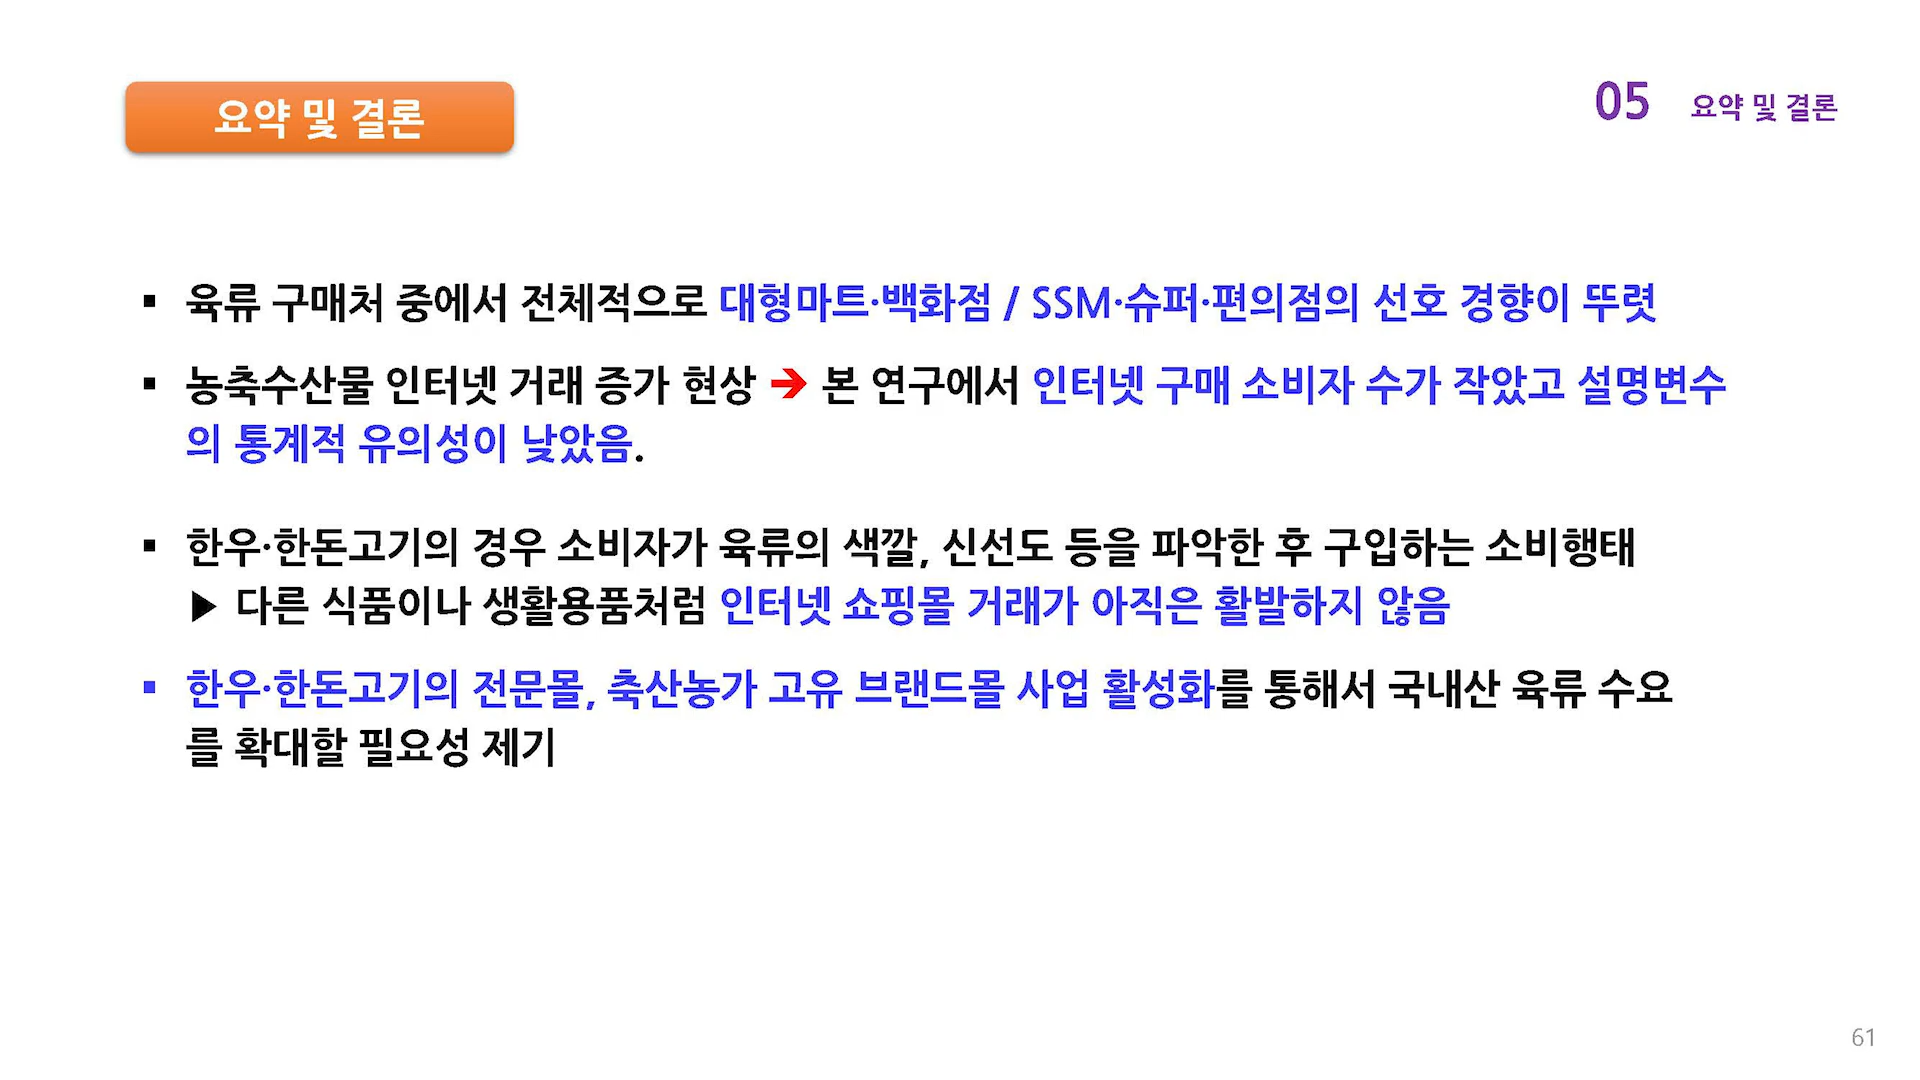 요약 및 결론
05 요약 및 결론
▪ 육류 구매처 중에서 전체적으로 대형마트·백화점 / SSM·슈퍼·편의점의 선호 경향이 뚜렷
▪ 농축수산물 인터넷 거래 증가 현상 ➔ 본 연구에서 인터넷 구매 소비자 수가 작았고 설명변수
의 통계적 유의성이 낮았음.
▪ 한우·한돈고기의 경우 소비자가 육류의 색깔, 신선도 등을 파악한 후 구입하는 소비행태
▶ 다른 식품이나 생활용품처럼 인터넷 쇼핑몰 거래가 아직은 활발하지 않음
▪ 한우·한돈고기의 전문몰, 축산농가 고유 브랜드몰 사업 활성화를 통해서 국내산 육류 수요
를 확대할 필요성 제기
61